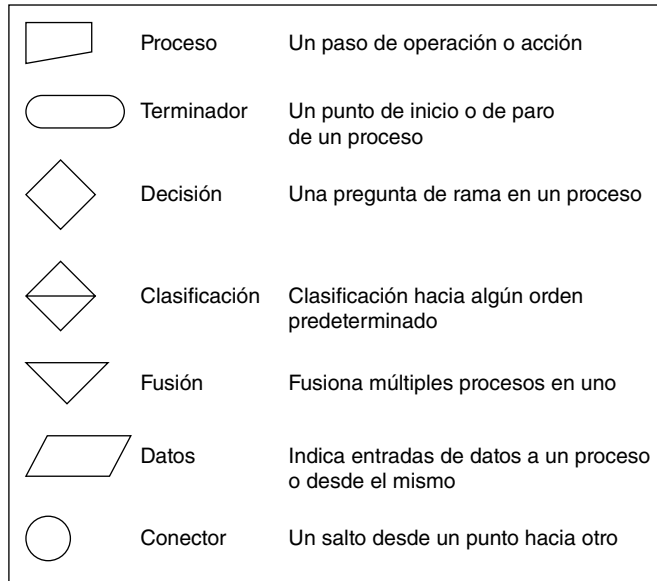 Proceso Un paso de operación o acción
Terminador Un punto de inicio o de paro
de un proceso
Decisión Una pregunta de rama en un proceso
Clasificación Clasificación hacia algún orden
predeterminado
Fusión Fusiona múltiples procesos en uno
Datos Indica entradas de datos a un proceso
o desde el mismo
Conector Un salto desde un punto hacia otro